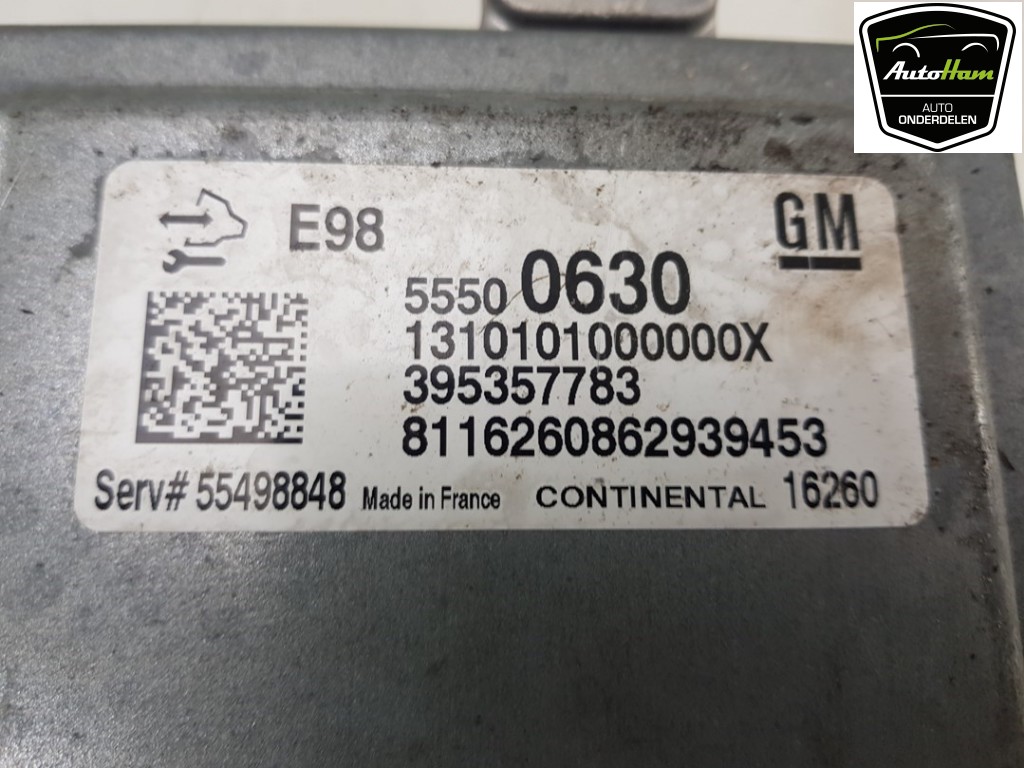 AutoHam
AUTO
ONDERDELEN
E98
GM
5550 0630
1310101000000X
395357783
8116260862939453
Serv# 55498848 Made in France CONTINENTAL 16260